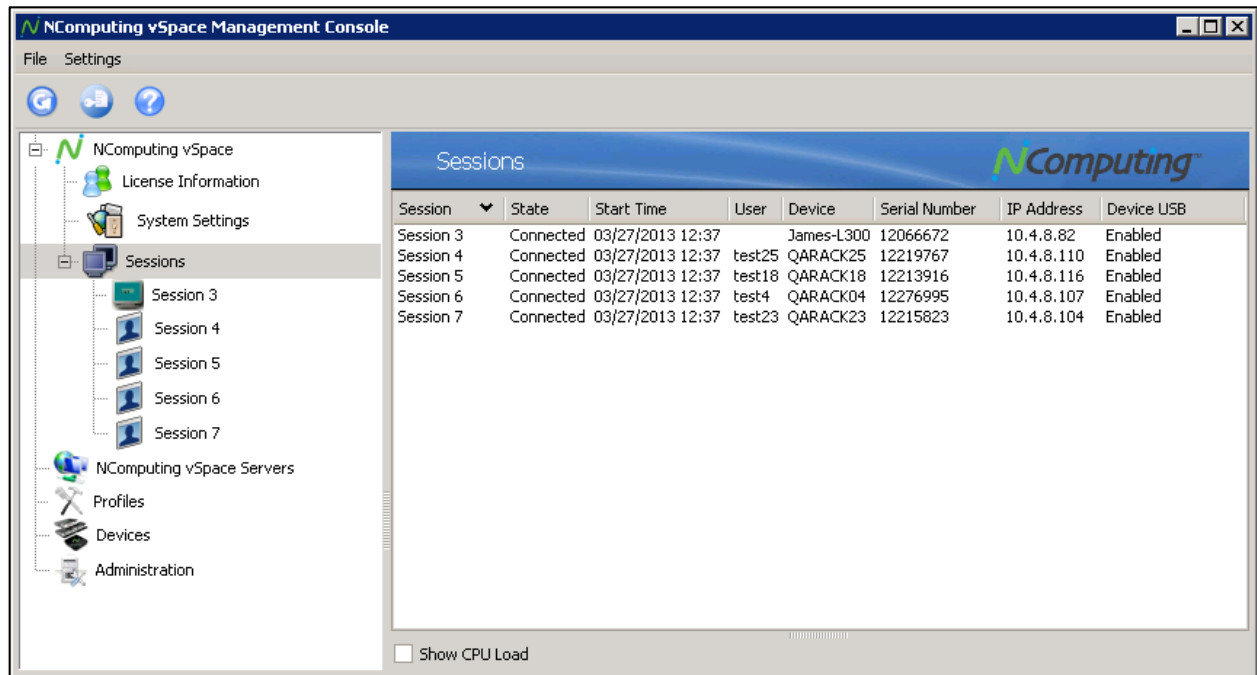 NComputing vSpace Management Console
File Settings
NComputing vSpace
License Information
System Settings
Sessions
Session 3
Session 4
Session 5
Session 6
Session 7
NComputing vSpace Servers
Profiles
Devices
Administration
Sessions NComputing™
Session State Start Time User Device Serial Number IP Address Device USB
Session 3 Connected 03/27/2013 12:37 James-L300 12066672 10.4.8.82 Enabled
Session 4 Connected 03/27/2013 12:37 test25 QARACK25 12219767 10.4.8.110 Enabled
Session 5 Connected 03/27/2013 12:37 test18 QARACK18 12213916 10.4.8.116 Enabled
Session 6 Connected 03/27/2013 12:37 test4 QARACK04 12276995 10.4.8.107 Enabled
Session 7 Connected 03/27/2013 12:37 test23 QARACK23 12215823 10.4.8.104 Enabled
Show CPU Load